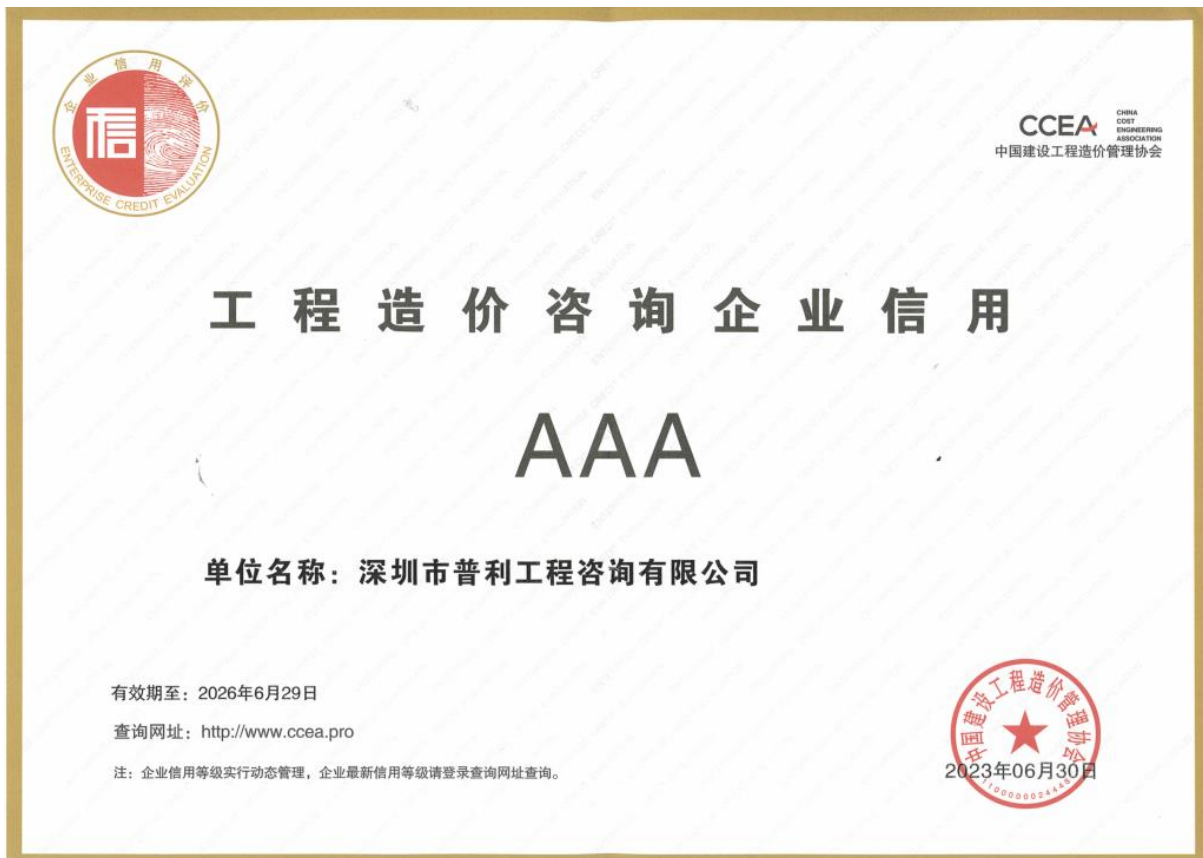 企业信用评价
信
ENTERPRISE CREDIT EVALUATION
CCEA
CHINA
COST
ENGINEERING
ASSOCIATION
中国建设工程造价管理协会
工程造价咨询企业信用
AAA
单位名称：深圳市普利工程咨询有限公司
有效期至：2026年6月29日
查询网址：http://www.ccea.pro
注：企业信用等级实行动态管理，企业最新信用等级请登录查询网址查询。
中国建设工程造价管理协会
2023年06月30日